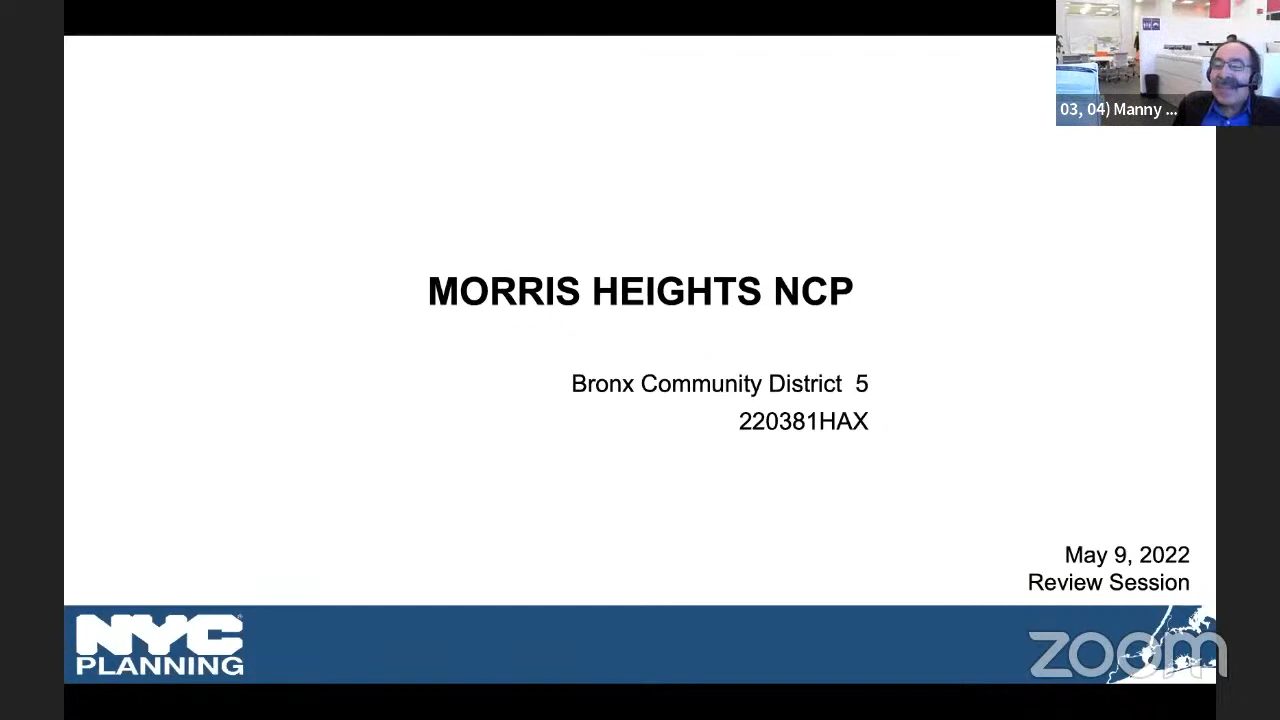 03, 04) Manny ...
MORRIS HEIGHTS NCP
Bronx Community District  5
220381HAX
May 9, 2022
Review Session
NYC
PLANNING
zoom